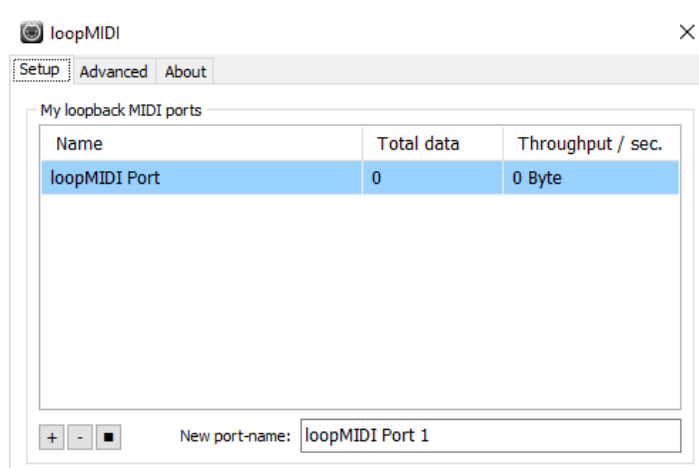 loopMIDI
Setup Advanced About
My loopback MIDI ports
Name Total data Throughput / sec.
loopMIDI Port 0 0 Byte
+ - New port-name: loopMIDI Port 1